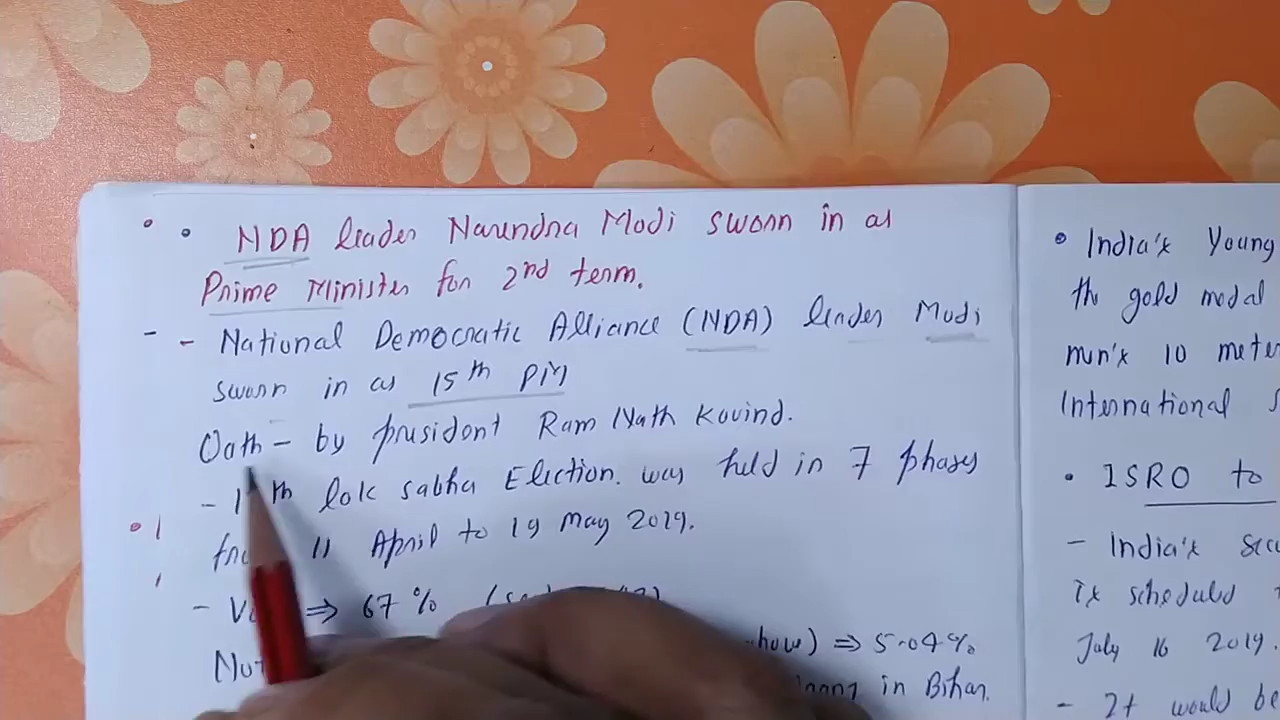 NDA leader Narendra Modi sworn in as
Prime Minister for 2nd term.
- National Democratic Alliance (NDA) leader Modi
sworn in as 15th PM
Oath - by president Ram Nath Kovind.
- th lok sabha Election. was held in 7 phases
11 April to 19 May 2019.
- ⇒ 67%
⇒ 5.04%
in Bihar.
India's Young
the gold medal
men's 10 meter
International
ISRO to
- India's
is scheduled
July 16 2019.
- It would be